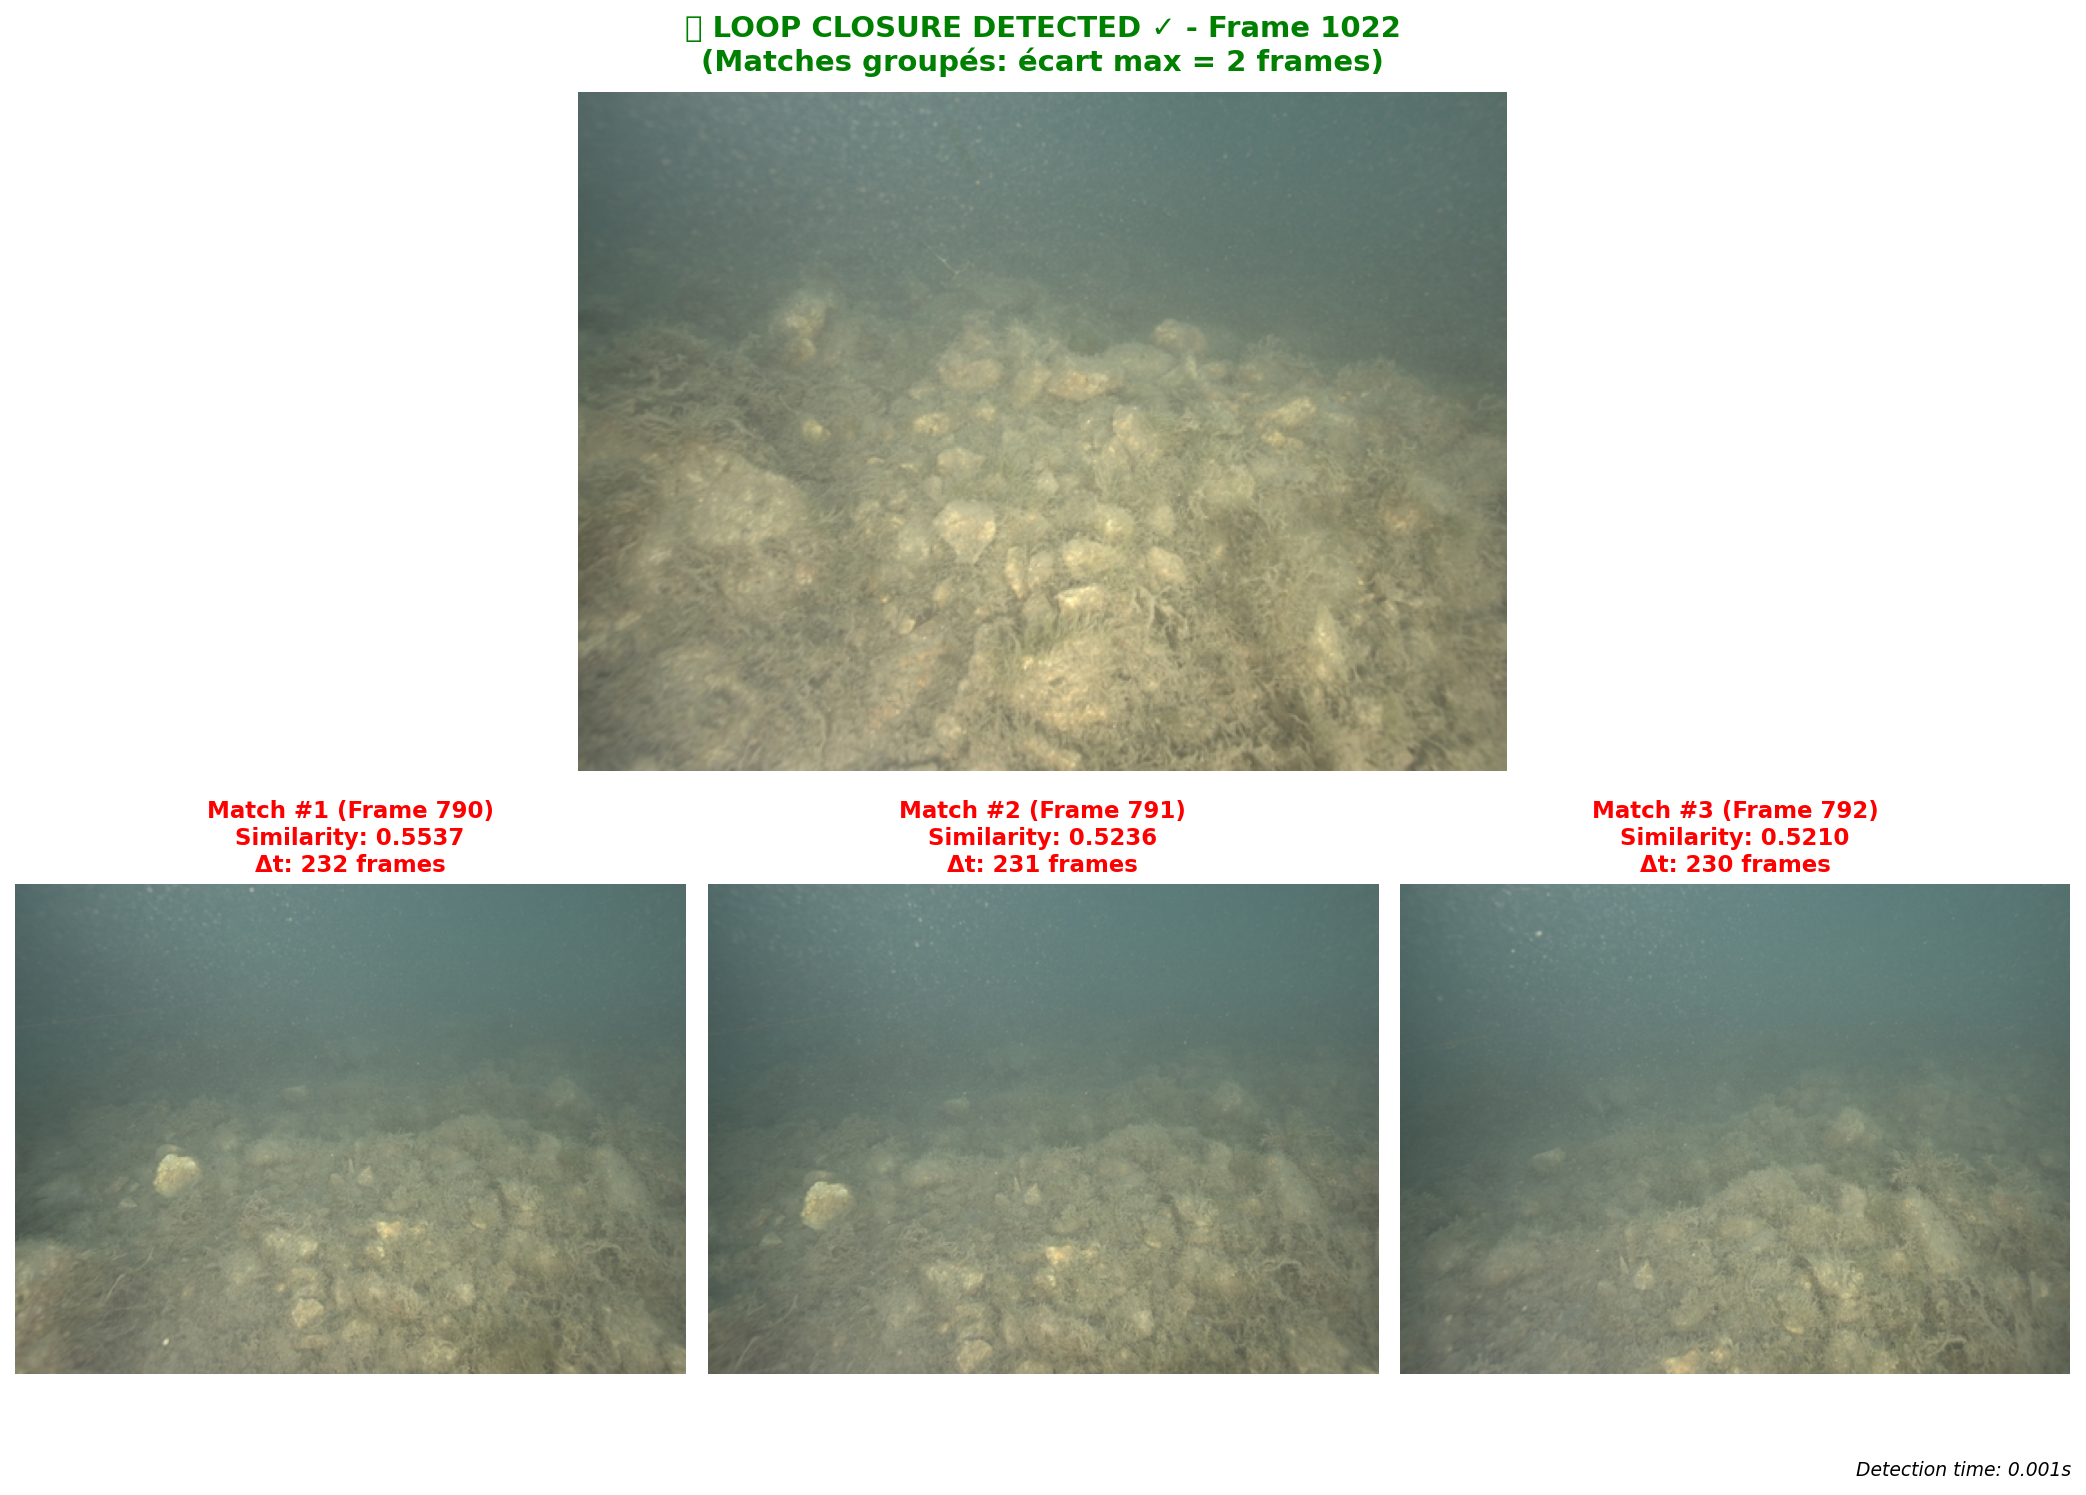 LOOP CLOSURE DETECTED ✓ - Frame 1022
(Matches groupés: écart max = 2 frames)
Match #1 (Frame 790)
Similarity: 0.5537
Δt: 232 frames
Match #2 (Frame 791)
Similarity: 0.5236
Δt: 231 frames
Match #3 (Frame 792)
Similarity: 0.5210
Δt: 230 frames
Detection time: 0.001s